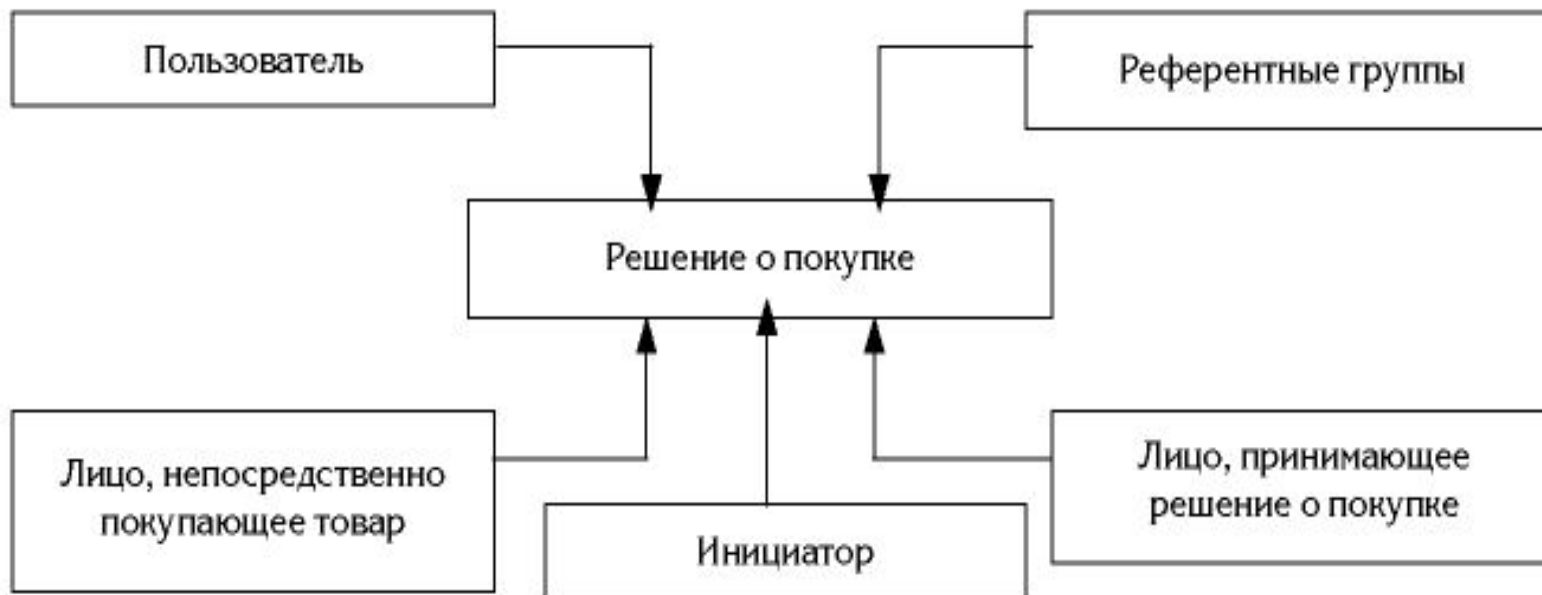 Пользователь
Референтные группы
Решение о покупке
Лицо, непосредственно
покупающее товар
Инициатор
Лицо, принимающее
решение о покупке